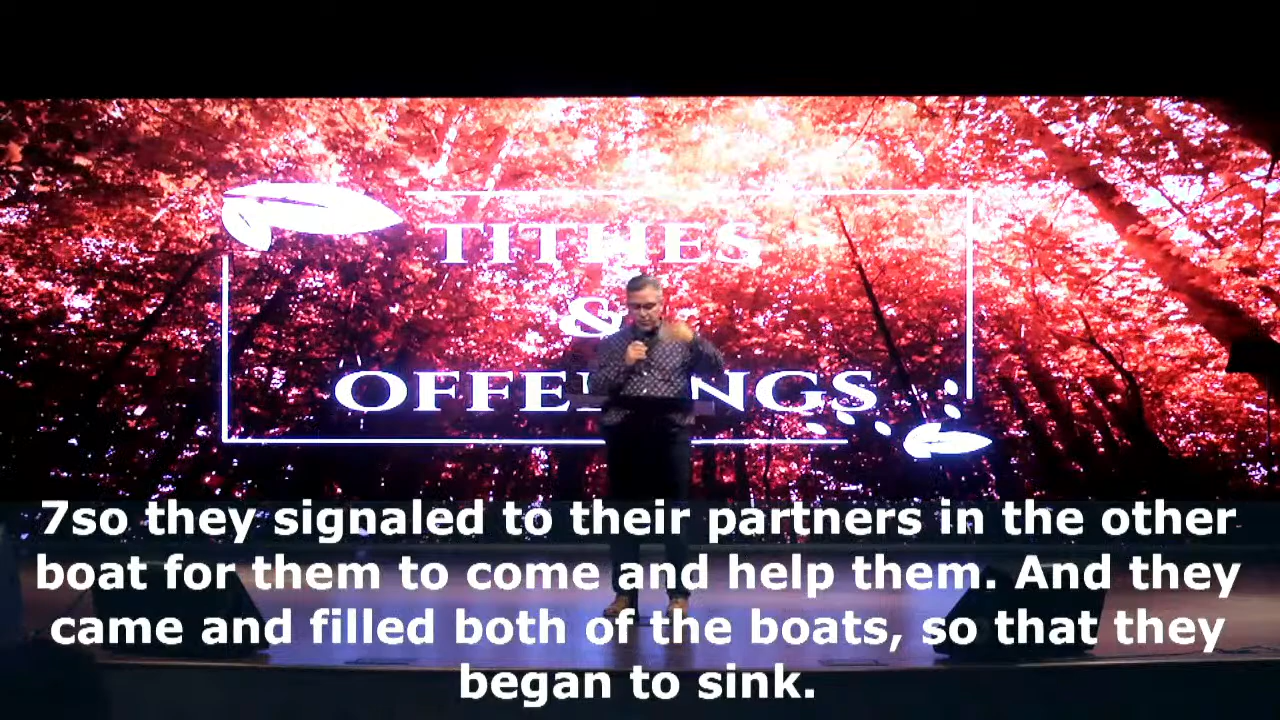 TITHES
&
OFFERINGS
7so they signaled to their partners in the other
boat for them to come and help them. And they
came and filled both of the boats, so that they
began to sink.